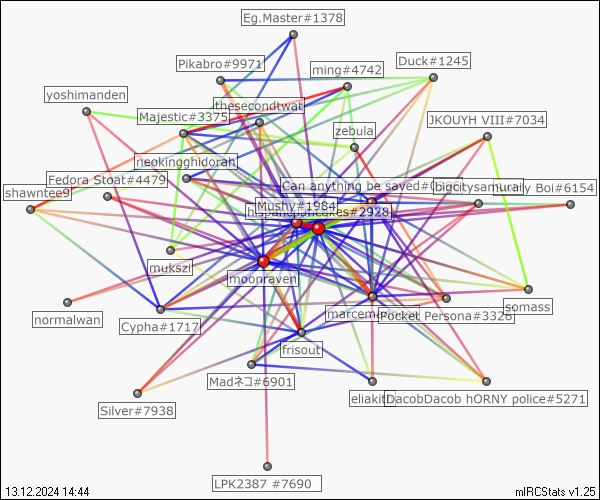 Eg.Master#1378
Pikabro#9971
Duck#1245
ming#4742
yoshimanden
thesecondtwat
Majestic#3375
JKOUYH VIII#7034
zebula
neokingghidorah
Fedora Stoat#4479
Can anything be saved#0
bigcitysamurai
Boi#6154
shawntee9
Mushy#1984
hispanicpancakes#2928
mukszi
moonraven
normalwan
Cypha#1717
marcem
Pocket Persona#3326
somass
frisout
Madネコ#6901
eliakit
DacobDacob hORNY police#5271
Silver#7938
LPK2387 #7690
13.12.2024 14:44
mIRCStats v1.25